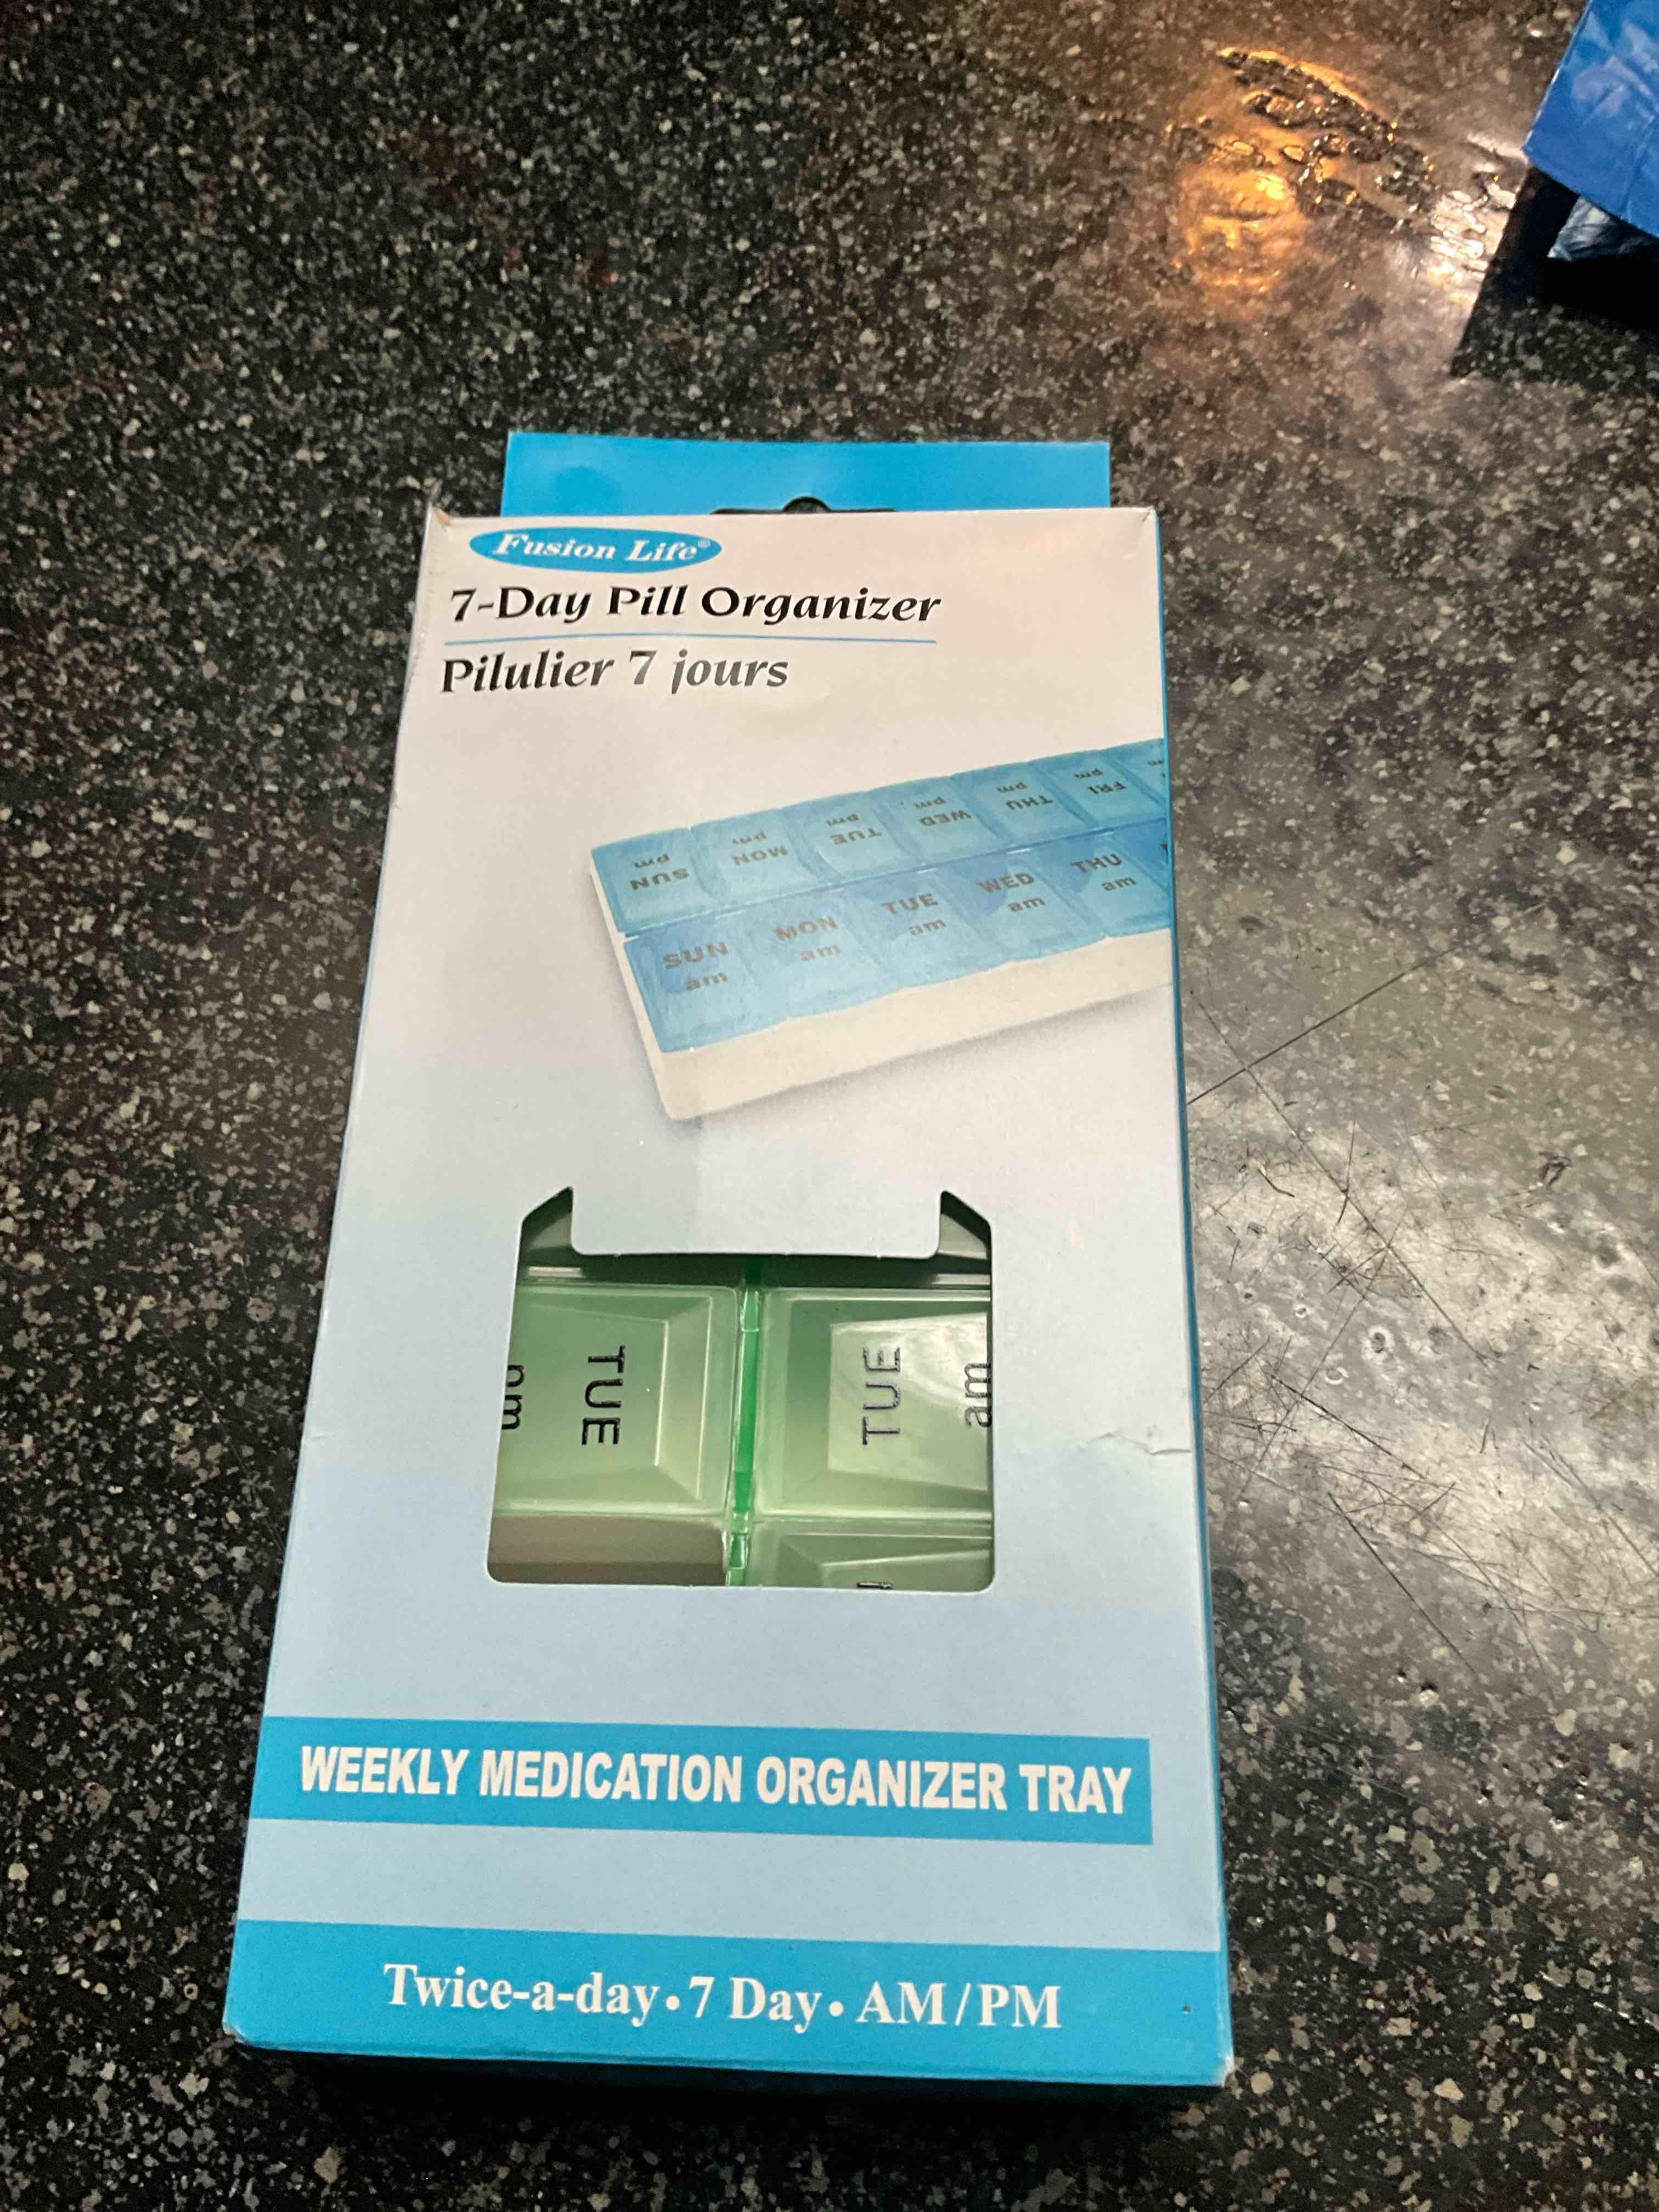 Fusion Life®
7-Day Pill Organizer
Pilulier 7 jours
SUN pm
MON pm
TUE pm
WED pm
THU pm
FRI pm
SUN am
MON am
TUE am
WED am
THU am
TUE pm
TUE am
WEEKLY MEDICATION ORGANIZER TRAY
Twice-a-day • 7 Day • AM/PM